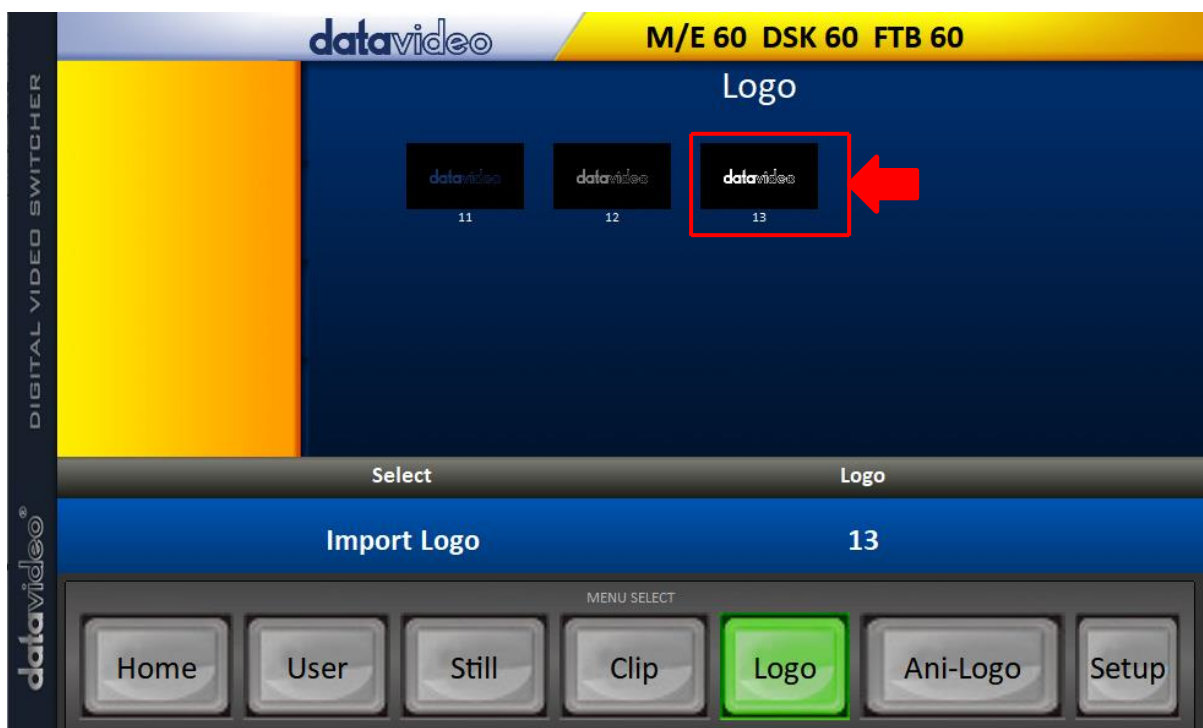 datavideo
M/E 60 DSK 60 FTB 60
DIGITAL VIDEO SWITCHER
datavideo®
Logo
datavideo
datavideo
datavideo
11
12
13
Select
Logo
Import Logo
13
MENU SELECT
Home
User
Still
Clip
Logo
Ani-Logo
Setup